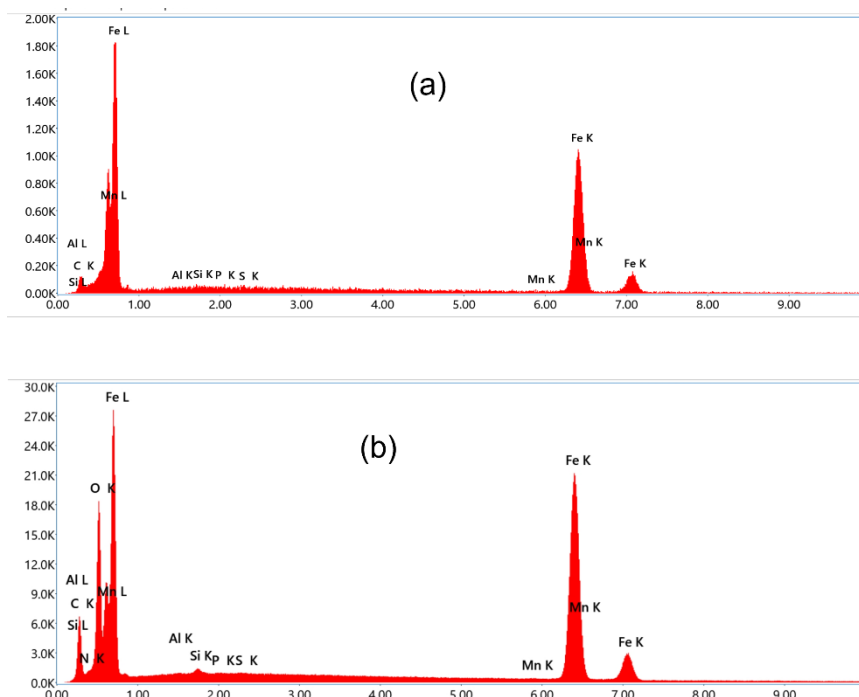 2.00K
Fe L
1.80K
1.60K
(a)
1.40K
1.20K
Fe K
1.00K
0.80K
Mn L
0.60K
Al L
0.40K
Mn K
C K
Fe K
0.20K
Al K Si K P K S K
Mn K
Si L
0.00K
0.00 1.00 2.00 3.00 4.00 5.00 6.00 7.00 8.00 9.00
30.0K
Fe L
27.0K
(b)
24.0K
Fe K
21.0K
O K
18.0K
15.0K
12.0K
Al L
9.0K
Mn L
C K
Mn K
Si L
6.0K
Al K
Fe K
3.0K
N K
Si K P K S K
Mn K
0.0K
0.00 1.00 2.00 3.00 4.00 5.00 6.00 7.00 8.00 9.00